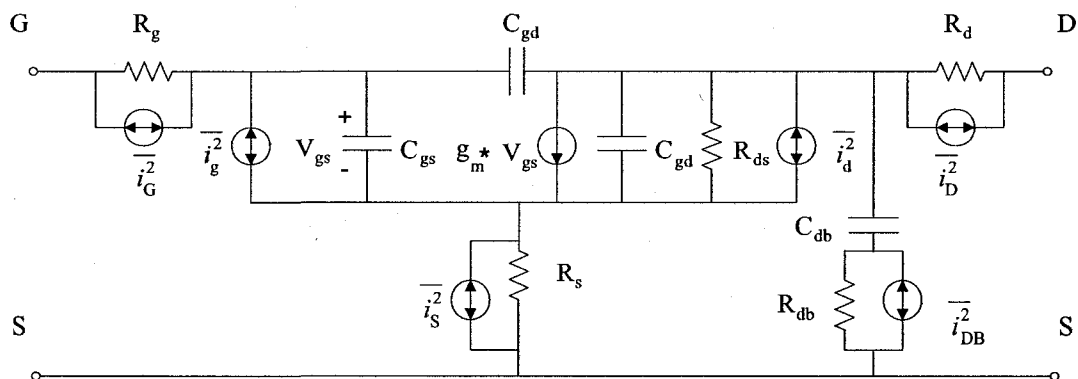 G
R_g
C_gd
R_d
D
i_G^2
i_g^2
+
V_gs
-
C_gs
g_m* V_gs
C_gd
R_ds
i_d^2
i_D^2
C_db
i_S^2
R_s
R_db
i_DB^2
S
S